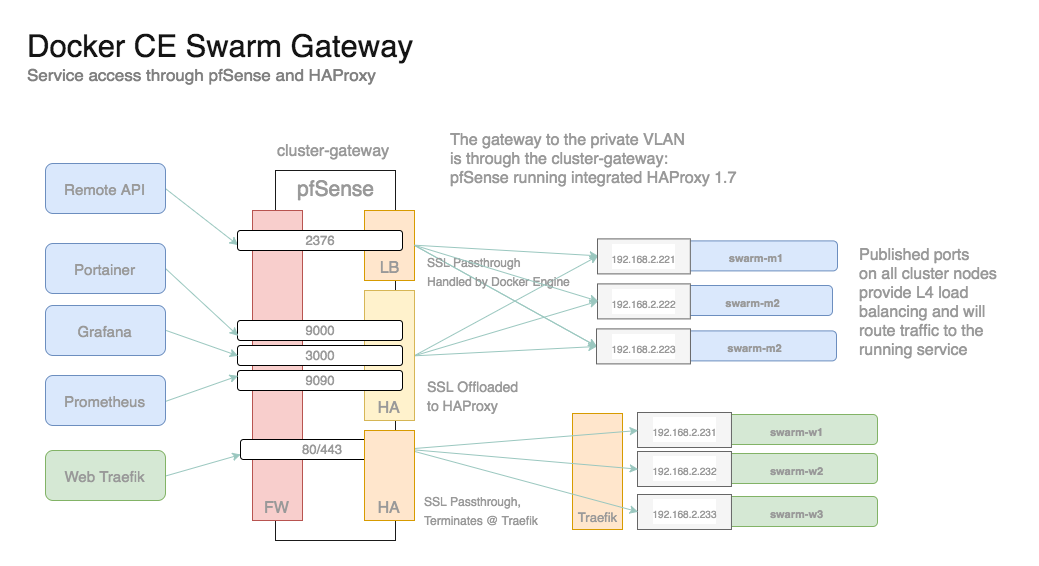 Docker CE Swarm Gateway
Service access through pfSense and HAProxy
cluster-gateway
The gateway to the private VLAN
is through the cluster-gateway:
pfSense running integrated HAProxy 1.7
pfSense
Remote API
Portainer
Grafana
Prometheus
Web Traefik
2376
9000
3000
9090
80/443
FW
LB
HA
HA
SSL Passthrough
Handled by Docker Engine
SSL Offloaded
to HAProxy
SSL Passthrough,
Terminates @ Traefik
192.168.2.221
swarm-m1
192.168.2.222
swarm-m2
192.168.2.223
swarm-m2
Published ports
on all cluster nodes
provide L4 load
balancing and will
route traffic to the
running service
Traefik
192.168.2.231
swarm-w1
192.168.2.232
swarm-w2
192.168.2.233
swarm-w3